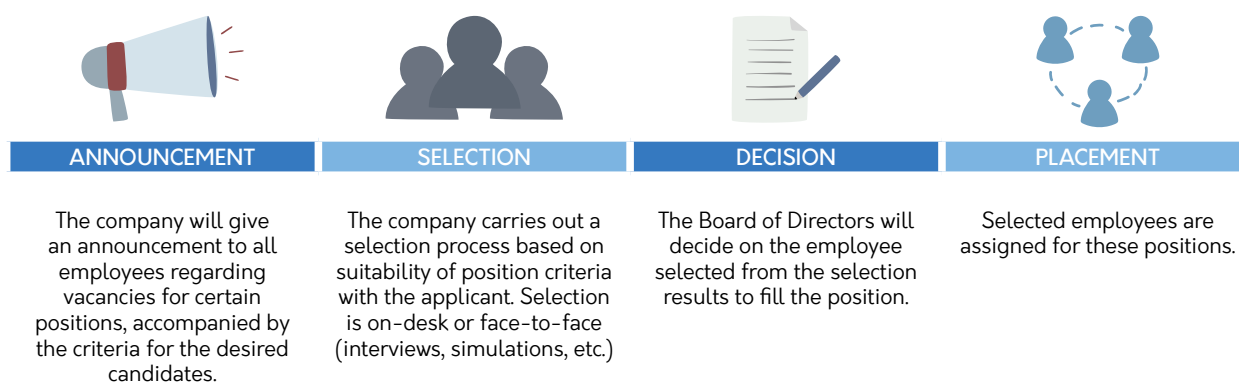 ANNOUNCEMENT
The company will give
an announcement to all
employees regarding
vacancies for certain
positions, accompanied by
the criteria for the desired
candidates.
SELECTION
The company carries out a
selection process based on
suitability of position criteria
with the applicant. Selection
is on-desk or face-to-face
(interviews, simulations, etc.)
DECISION
The Board of Directors will
decide on the employee
selected from the selection
results to fill the position.
PLACEMENT
Selected employees are
assigned for these positions.